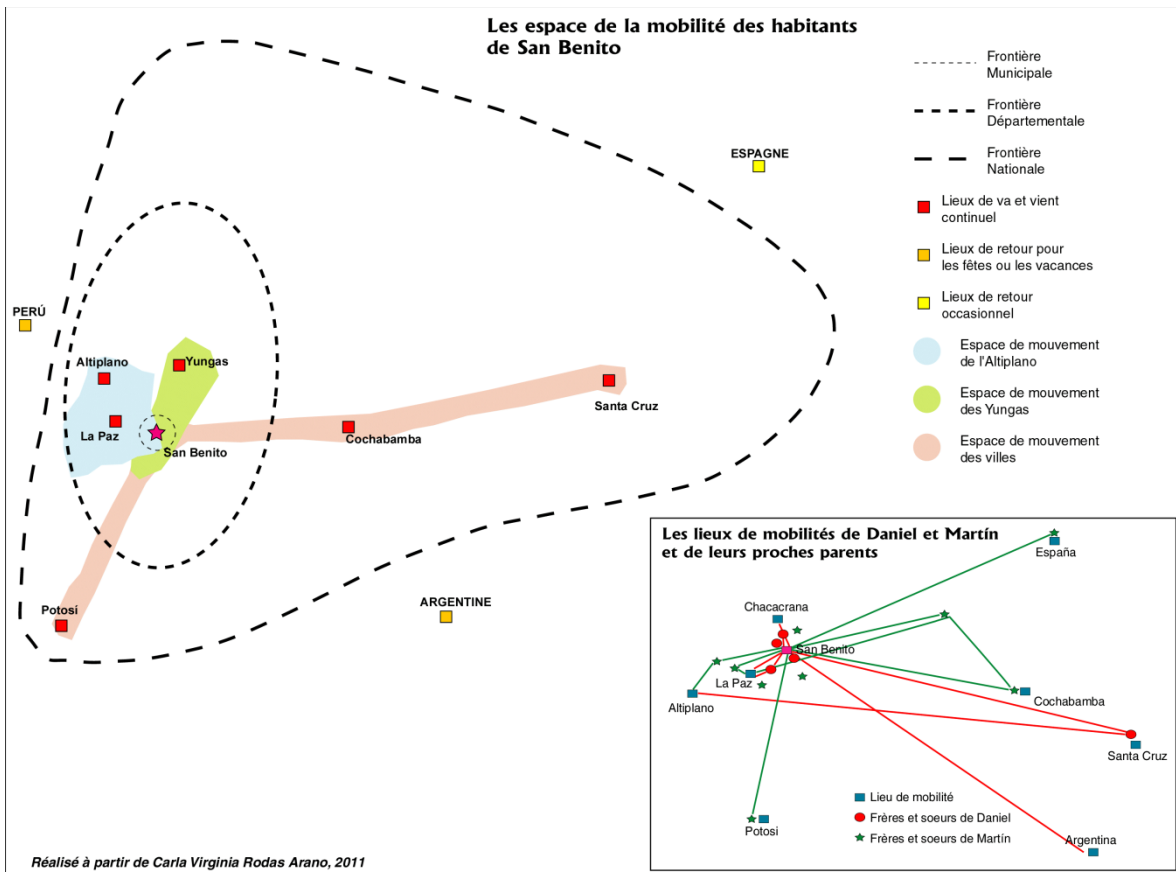 Les espace de la mobilité des habitants
de San Benito
Frontière
Municipale
Frontière
Départementale
Frontière
Nationale
Lieux de va et vient
continuel
Lieux de retour pour
les fêtes ou les vacances
Lieux de retour
occasionnel
Espace de mouvement
de l'Altiplano
Espace de mouvement
des Yungas
Espace de mouvement
des villes
ESPAGNE
PERÚ
Altiplano
Yungas
La Paz
San Benito
Cochabamba
Santa Cruz
Potosí
ARGENTINE
Les lieux de mobilités de Daniel et Martín
et de leurs proches parents
España
Chacacrana
San Benito
La Paz
Altiplano
Cochabamba
Santa Cruz
Potosi
Argentina
Lieu de mobilité
Frères et soeurs de Daniel
Frères et soeurs de Martín
Réalisé à partir de Carla Virginia Rodas Arano, 2011